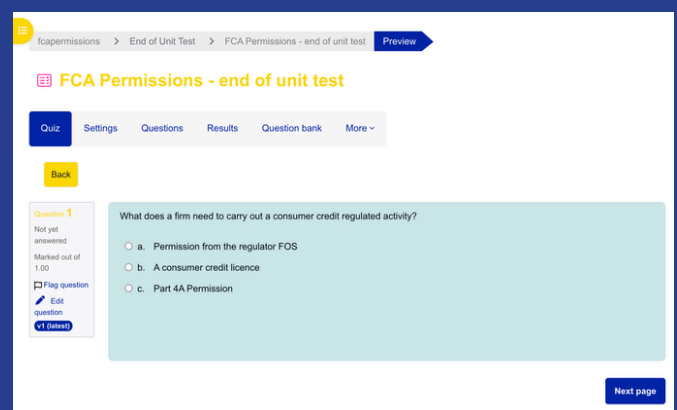 fcapermissions > End of Unit Test > FCA Permissions - end of unit test Preview
FCA Permissions - end of unit test
Quiz Settings Questions Results Question bank More
Back
Question 1
Not yet
answered
Marked out of
1.00
Flag question
Edit
question
v1 (latest)
What does a firm need to carry out a consumer credit regulated activity?
a. Permission from the regulator FOS
b. A consumer credit licence
c. Part 4A Permission
Next page